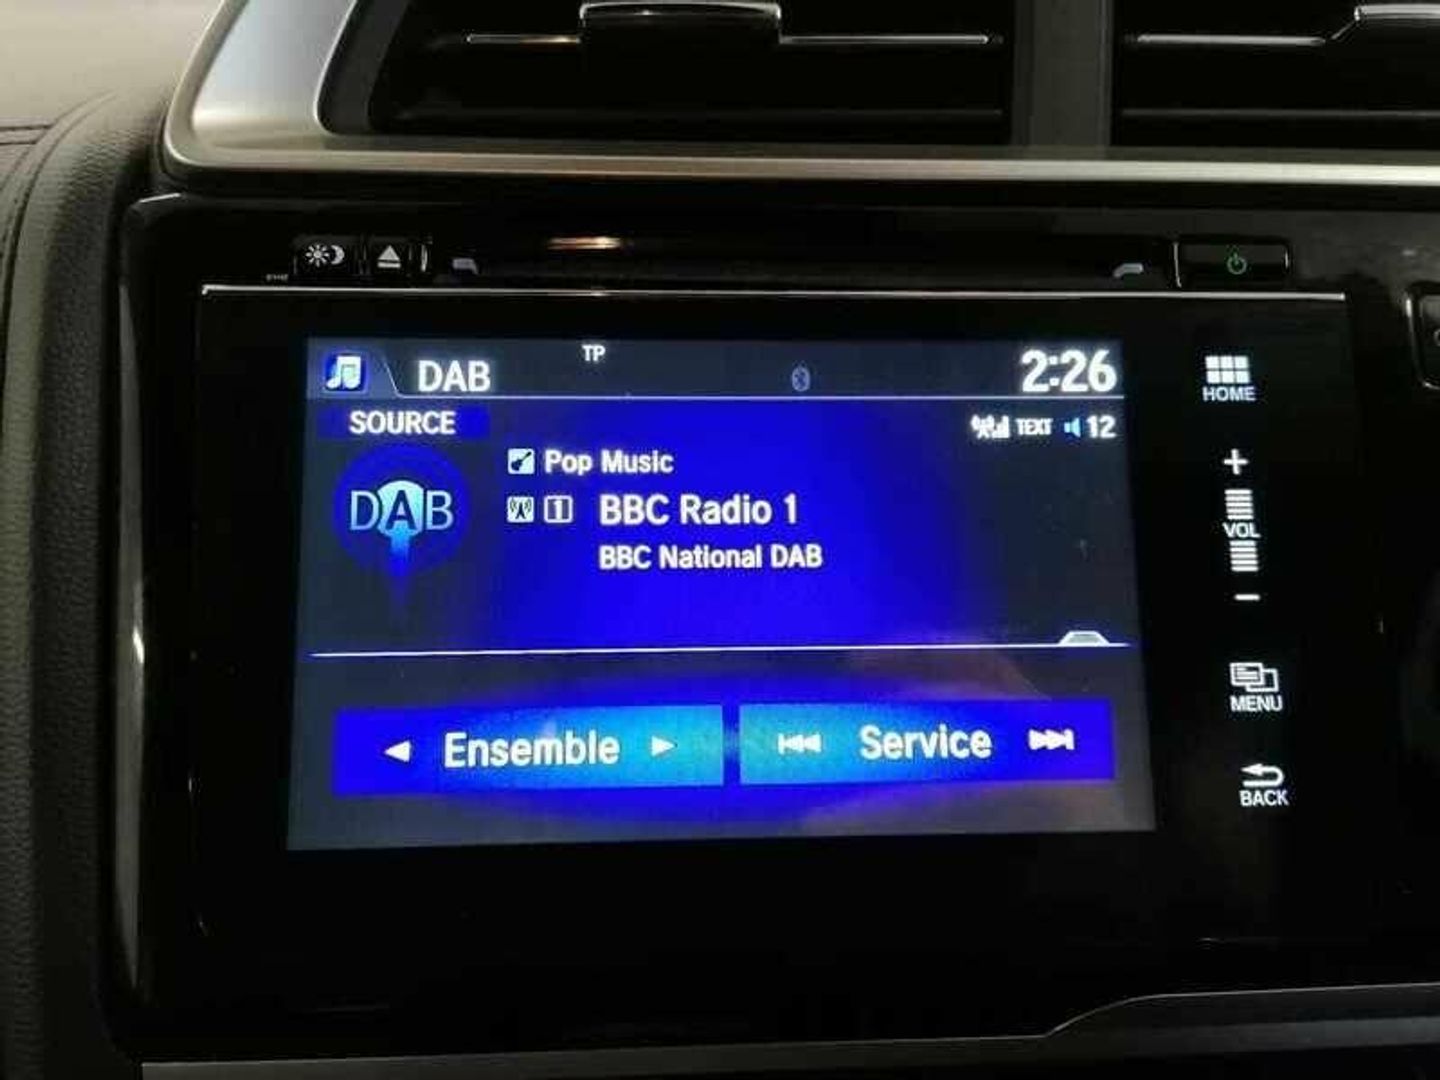 DAB
TP
2:26
SOURCE
TEXT
12
Pop Music
DAB
1
BBC Radio 1
BBC National DAB
Ensemble
Service
HOME
+
VOL
−
MENU
BACK